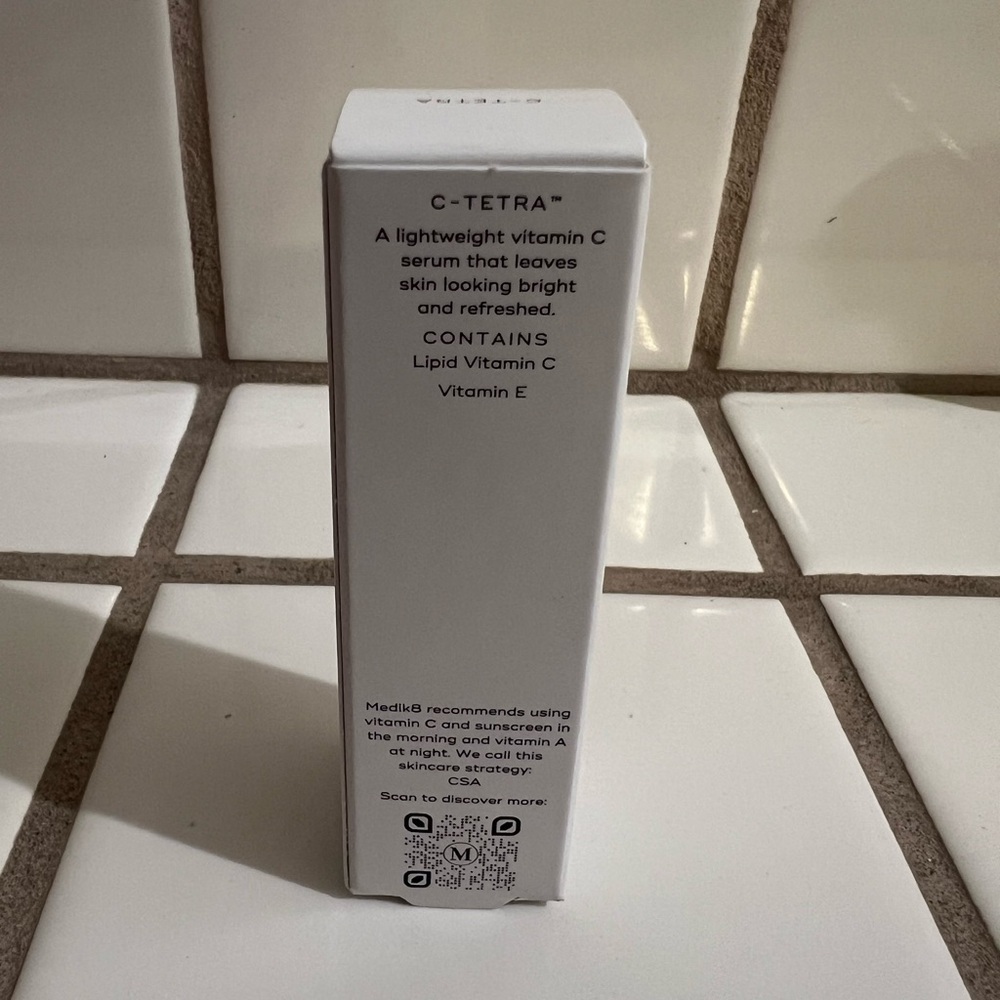 C-TETRA
C-TETRA™
A lightweight vitamin C
serum that leaves
skin looking bright
and refreshed.
CONTAINS
Lipid Vitamin C
Vitamin E
Medik8 recommends using
vitamin C and sunscreen in
the morning and vitamin A
at night. We call this
skincare strategy:
CSA
Scan to discover more:
M